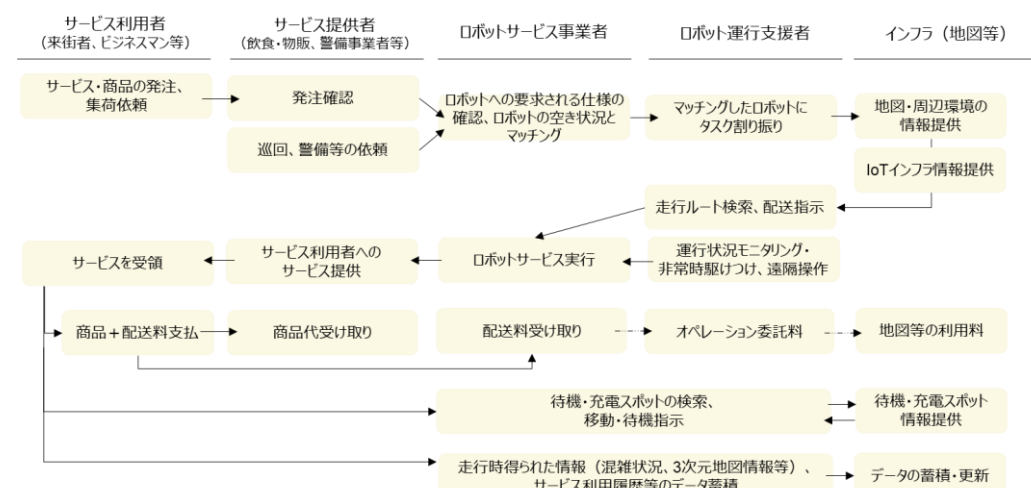 サービス利用者
（来街者、ビジネスマン等）
サービス提供者
（飲食・物販、警備事業者等）
ロボットサービス事業者
ロボット運行支援者
インフラ（地図等）
サービス・商品の発注、
集荷依頼
発注確認
巡回、警備等の依頼
ロボットへの要求される仕様の
確認、ロボットの空き状況と
マッチング
マッチングしたロボットに
タスク割り振り
地図・周辺環境の
情報提供
IoTインフラ情報提供
走行ルート検索、配送指示
サービスを受領
サービス利用者への
サービス提供
ロボットサービス実行
運行状況モニタリング・
非常時駆けつけ、遠隔操作
商品＋配送料支払
商品代受け取り
配送料受け取り
オペレーション委託料
地図等の利用料
待機・充電スポットの検索、
移動・待機指示
待機・充電スポット
情報提供
走行時得られた情報（混雑状況、3次元地図情報等）、
サービス利用履歴等のデータ蓄積
データの蓄積・更新